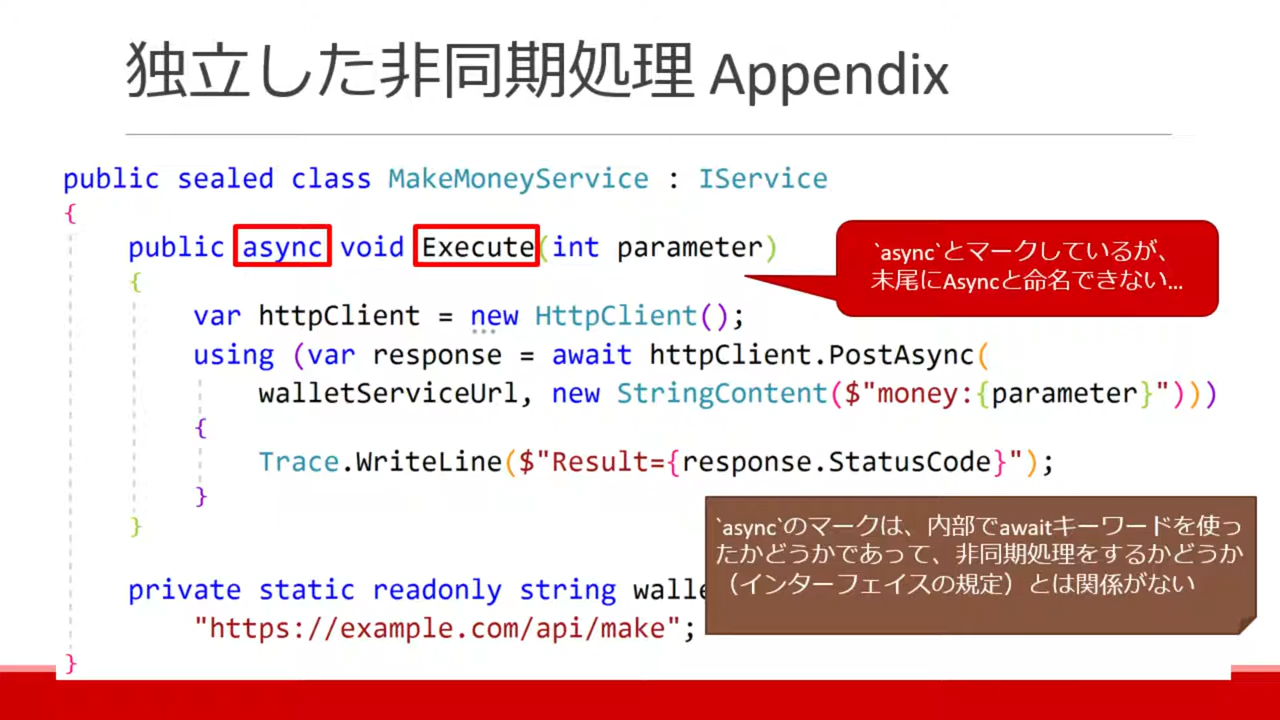 独立した非同期処理 Appendix
public sealed class MakeMoneyService : IService
{
public async void Execute(int parameter)
{
`async`とマークしているが、
末尾にAsyncと命名できない…
var httpClient = new HttpClient();
using (var response = await httpClient.PostAsync(
walletServiceUrl, new StringContent($"money:{parameter}")))
{
Trace.WriteLine($"Result={response.StatusCode}");
}
}
`async`のマークは、内部でawaitキーワードを使っ
たかどうかであって、非同期処理をするかどうか
（インターフェイスの規定）とは関係がない
private static readonly string walle
"https://example.com/api/make";
}